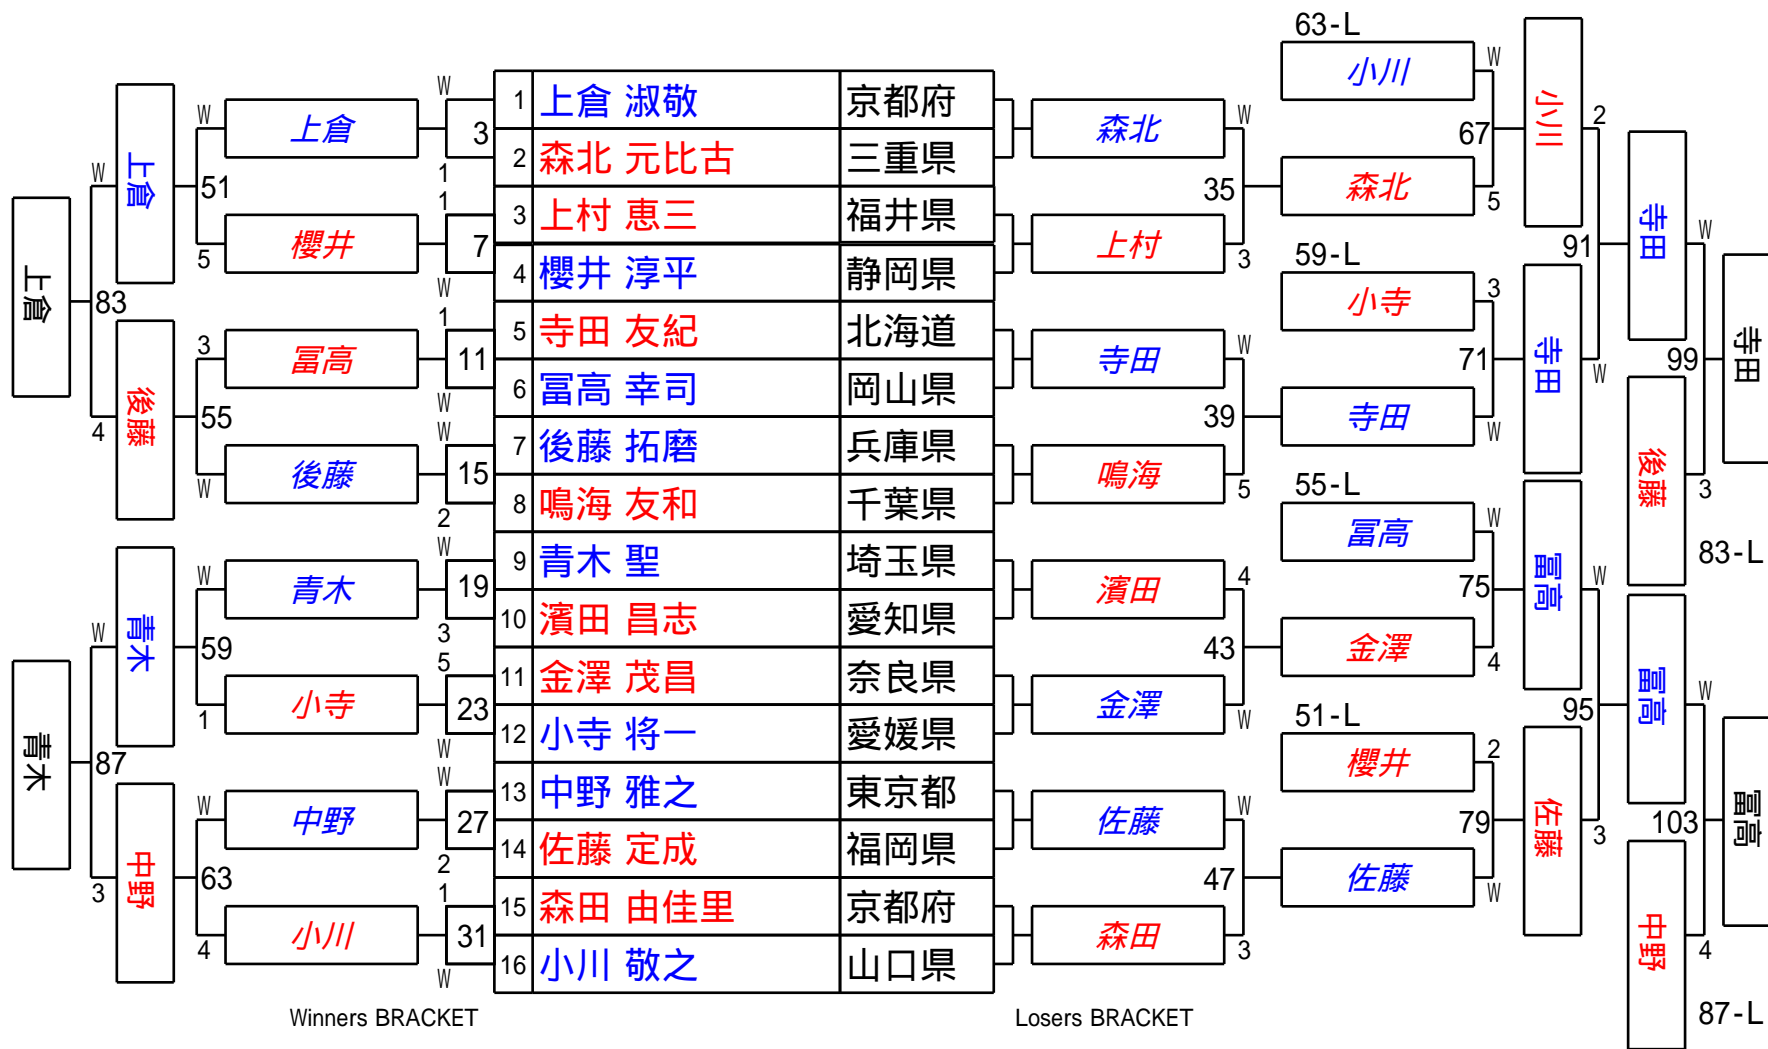 1 上倉 淑敬 京都府
2 森北 元比古 三重県
3 上村 恵三 福井県
4 櫻井 淳平 静岡県
5 寺田 友紀 北海道
6 冨高 幸司 岡山県
7 後藤 拓磨 兵庫県
8 鳴海 友和 千葉県
9 青木 聖 埼玉県
10 濱田 昌志 愛知県
11 金澤 茂昌 奈良県
12 小寺 将一 愛媛県
13 中野 雅之 東京都
14 佐藤 定成 福岡県
15 森田 由佳里 京都府
16 小川 敬之 山口県
W
3
1
1
7
W
1
11
W
W
15
2
W
19
3
5
23
W
W
27
2
1
31
W
上倉
櫻井
冨高
後藤
青木
小寺
中野
小川
W
51
5
3
55
W
W
59
1
W
63
4
上倉
後藤
青木
中野
W
83
4
W
87
3
上倉
青木
Winners BRACKET
森北
上村
寺田
鳴海
濱田
金澤
佐藤
森田
W
35
3
W
39
5
4
43
W
W
47
3
63-L
小川
森北
59-L
小寺
寺田
55-L
冨高
金澤
51-L
櫻井
佐藤
W
67
5
3
71
W
W
75
4
2
79
W
小川
寺田
冨高
佐藤
2
91
W
W
95
3
寺田
後藤
83-L
冨高
中野
87-L
W
99
3
W
103
4
寺田
冨高
Losers BRACKET